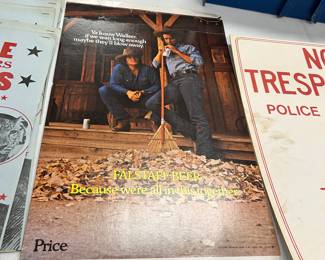 Ya'know Walker,
if we wait long enough
maybe they'll blow away.
FALSTAFF BEER
Because we're all in this together.
Price
NO
TRESP
POLICE
E
S